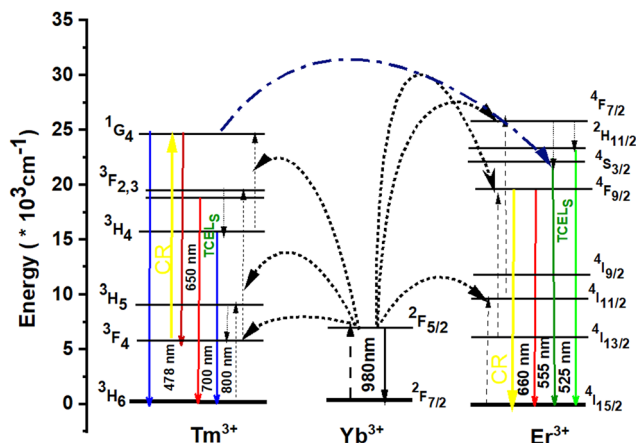 Energy ( * 10³cm⁻¹)
35
30
25
20
15
10
5
0
¹G₄
³F₂,₃
³H₄
³H₅
³F₄
³H₆
CR
478 nm
650 nm
700 nm
800 nm
TCELS
980nm
²F₅/₂
²F₇/₂
⁴F₇/₂
²H₁₁/₂
⁴S₃/₂
⁴F₉/₂
⁴I₉/₂
⁴I₁₁/₂
⁴I₁₃/₂
⁴I₁₅/₂
TCELS
CR
660 nm
555 nm
525 nm
Tm³⁺
Yb³⁺
Er³⁺